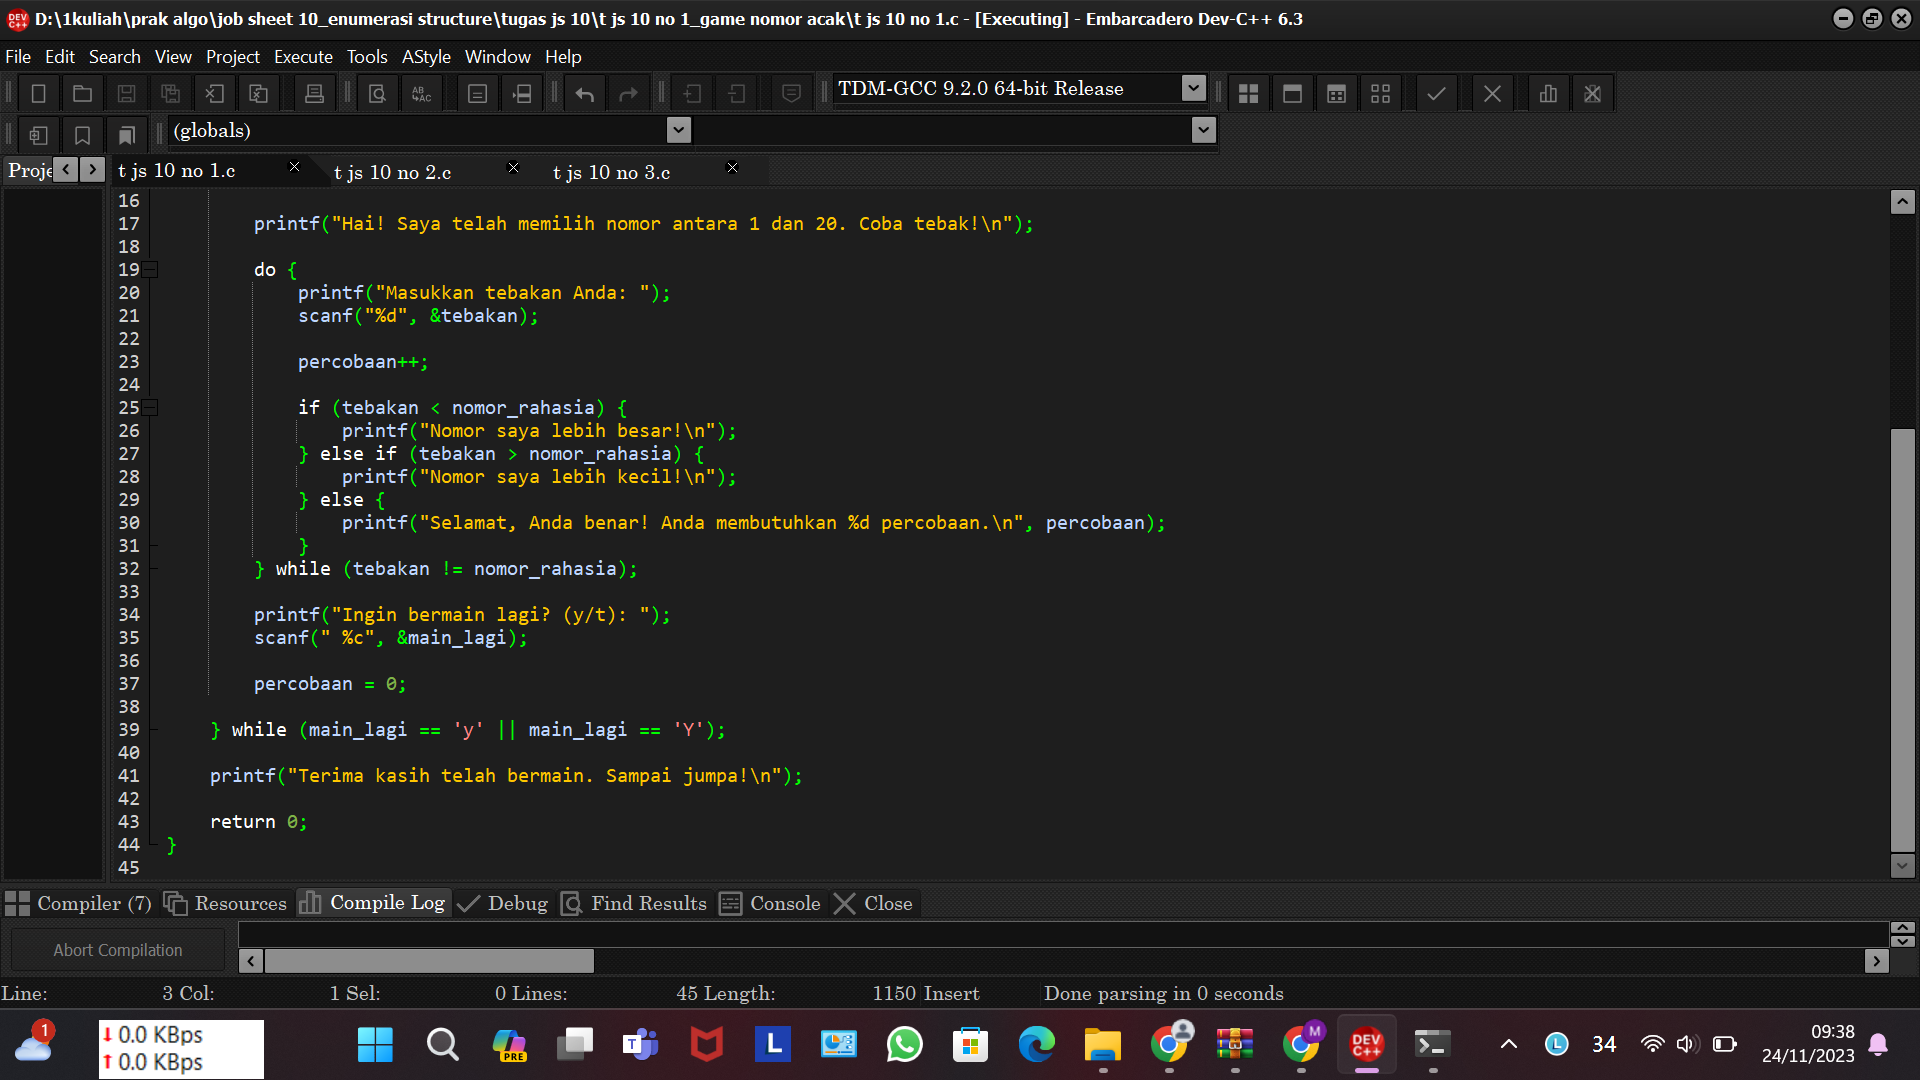 D:\1kuliah\prak algo\job sheet 10_enumerasi structure\tugas js 10\t js 10 no 1_game nomor acak\t js 10 no 1.c - [Executing] - Embarcadero Dev-C++ 6.3
File Edit Search View Project Execute Tools AStyle Window Help
TDM-GCC 9.2.0 64-bit Release
(globals)
Proje t js 10 no 1.c t js 10 no 2.c t js 10 no 3.c
16
17 printf("Hai! Saya telah memilih nomor antara 1 dan 20. Coba tebak!\n");
18
19 do {
20 printf("Masukkan tebakan Anda: ");
21 scanf("%d", &tebakan);
22
23 percobaan++;
24
25 if (tebakan < nomor_rahasia) {
26 printf("Nomor saya lebih besar!\n");
27 } else if (tebakan > nomor_rahasia) {
28 printf("Nomor saya lebih kecil!\n");
29 } else {
30 printf("Selamat, Anda benar! Anda membutuhkan %d percobaan.\n", percobaan);
31 }
32 } while (tebakan != nomor_rahasia);
33
34 printf("Ingin bermain lagi? (y/t): ");
35 scanf(" %c", &main_lagi);
36
37 percobaan = 0;
38
39 } while (main_lagi == 'y' || main_lagi == 'Y');
40
41 printf("Terima kasih telah bermain. Sampai jumpa!\n");
42
43 return 0;
44 }
45
Compiler (7) Resources Compile Log Debug Find Results Console Close
Abort Compilation
Line: 3 Col: 1 Sel: 0 Lines: 45 Length: 1150 Insert Done parsing in 0 seconds
1
0.0 KBps
0.0 KBps
PRE
T
L
M
DEV C++
L
34
09:38
24/11/2023